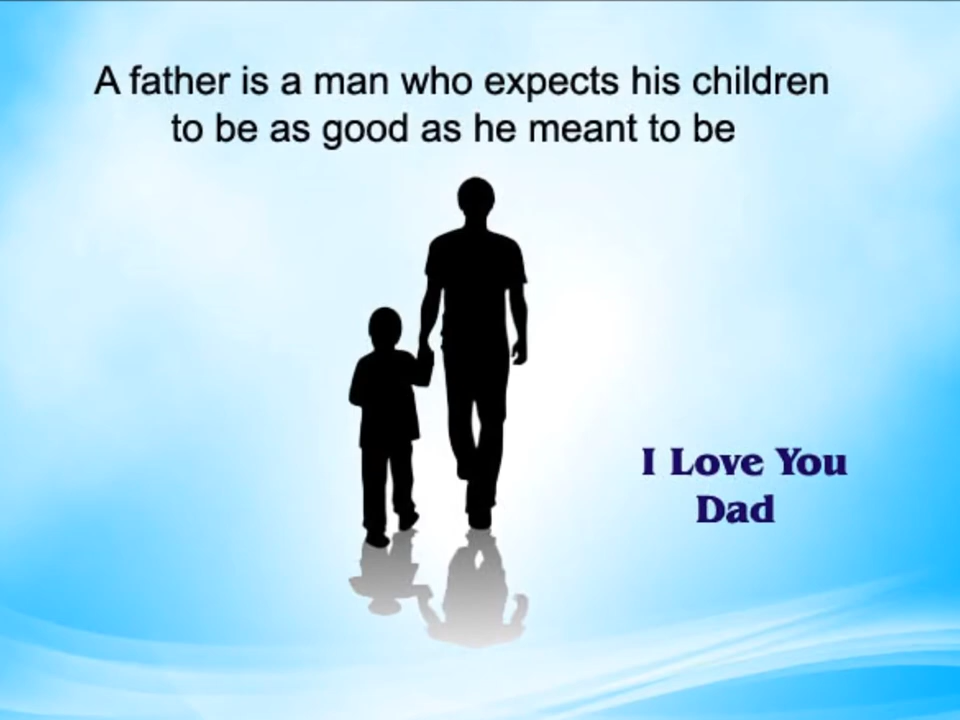 A father is a man who expects his children
to be as good as he meant to be
I Love You
Dad